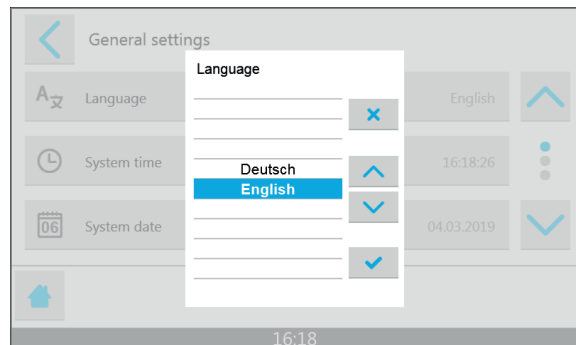 General settings
Language
Language
English
Deutsch
English
System time
16:18:26
06
System date
04.03.2019
16:18